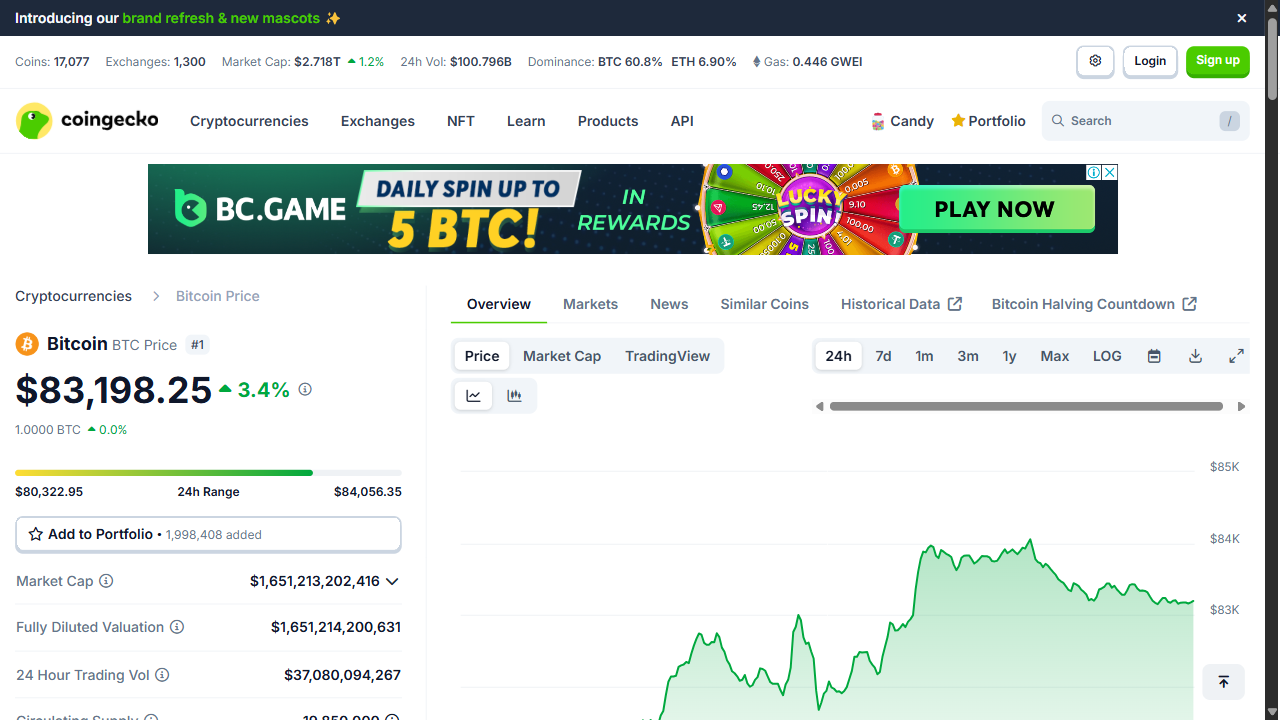 Introducing our brand refresh & new mascots ✨
Coins: 17,077 Exchanges: 1,300 Market Cap: $2.718T 1.2% 24h Vol: $100.796B Dominance: BTC 60.8% ETH 6.90% Gas: 0.446 GWEI
Login
Sign up
coingecko
Cryptocurrencies Exchanges NFT Learn Products API
Candy
Portfolio
Search /
BC.GAME
DAILY SPIN UP TO
5 BTC!
IN
REWARDS
LUCKY
SPIN!
PLAY NOW
Cryptocurrencies > Bitcoin Price
Bitcoin BTC Price #1
$83,198.25 3.4%
1.0000 BTC 0.0%
$80,322.95 24h Range $84,056.35
Add to Portfolio • 1,998,408 added
Market Cap $1,651,213,202,416
Fully Diluted Valuation $1,651,214,200,631
24 Hour Trading Vol $37,080,094,267
Circulating Supply 19,850,000
Overview Markets News Similar Coins Historical Data Bitcoin Halving Countdown
Price Market Cap TradingView
24h 7d 1m 3m 1y Max LOG
$85K
$84K
$83K